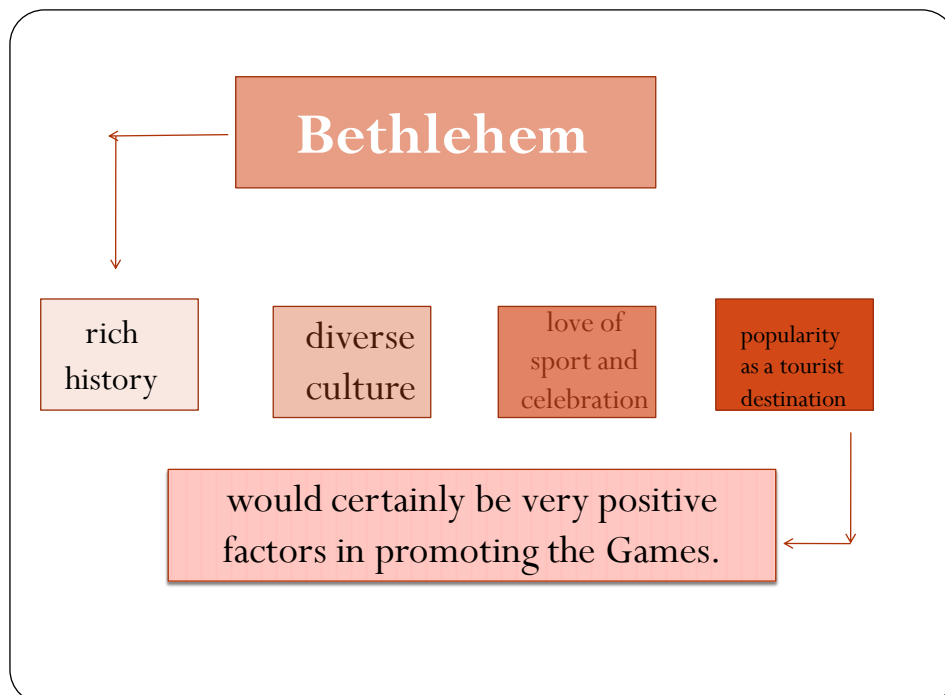 Bethlehem
rich
history
diverse
culture
love of
sport and
celebration
popularity
as a tourist
destination
would certainly be very positive
factors in promoting the Games.